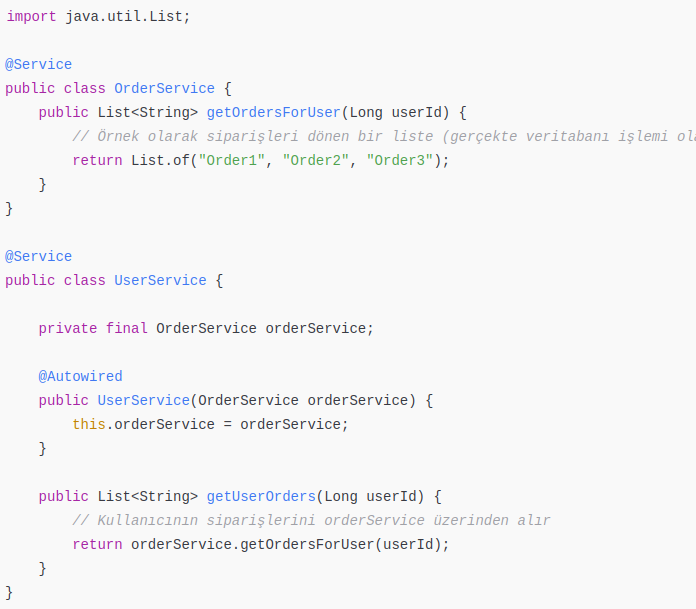 import java.util.List;
@Service
public class OrderService {
public List<String> getOrdersForUser(Long userId) {
// Örnek olarak siparişleri dönen bir liste (gerçekte veritabanı işlemi
return List.of("Order1", "Order2", "Order3");
}
}
@Service
public class UserService {
private final OrderService orderService;
@Autowired
public UserService(OrderService orderService) {
this.orderService = orderService;
}
public List<String> getUserOrders(Long userId) {
// Kullanıcının siparişlerini orderService üzerinden alır
return orderService.getOrdersForUser(userId);
}
}